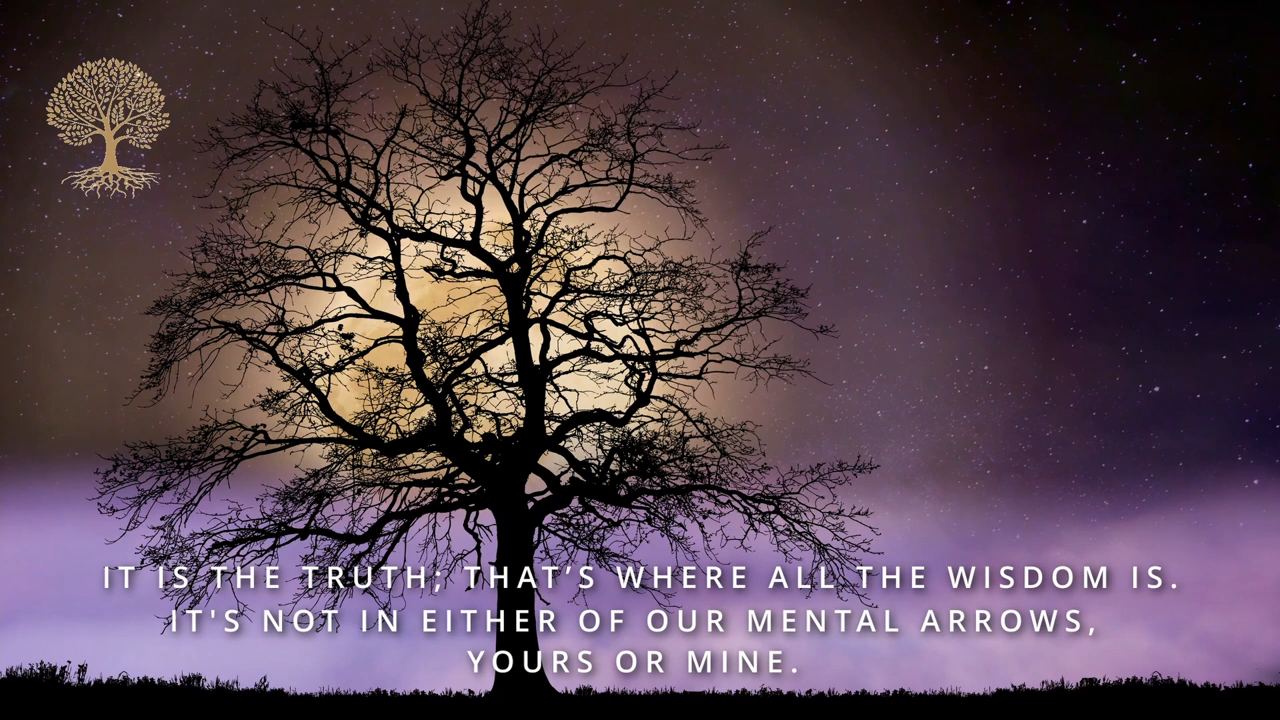 IT IS THE TRUTH; THAT’S WHERE ALL THE WISDOM IS.
IT'S NOT IN EITHER OF OUR MENTAL ARROWS,
YOURS OR MINE.